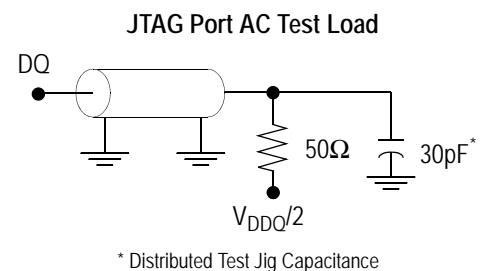 JTAG Port AC Test Load
DQ
50Ω
30pF*
VDDQ/2
* Distributed Test Jig Capacitance